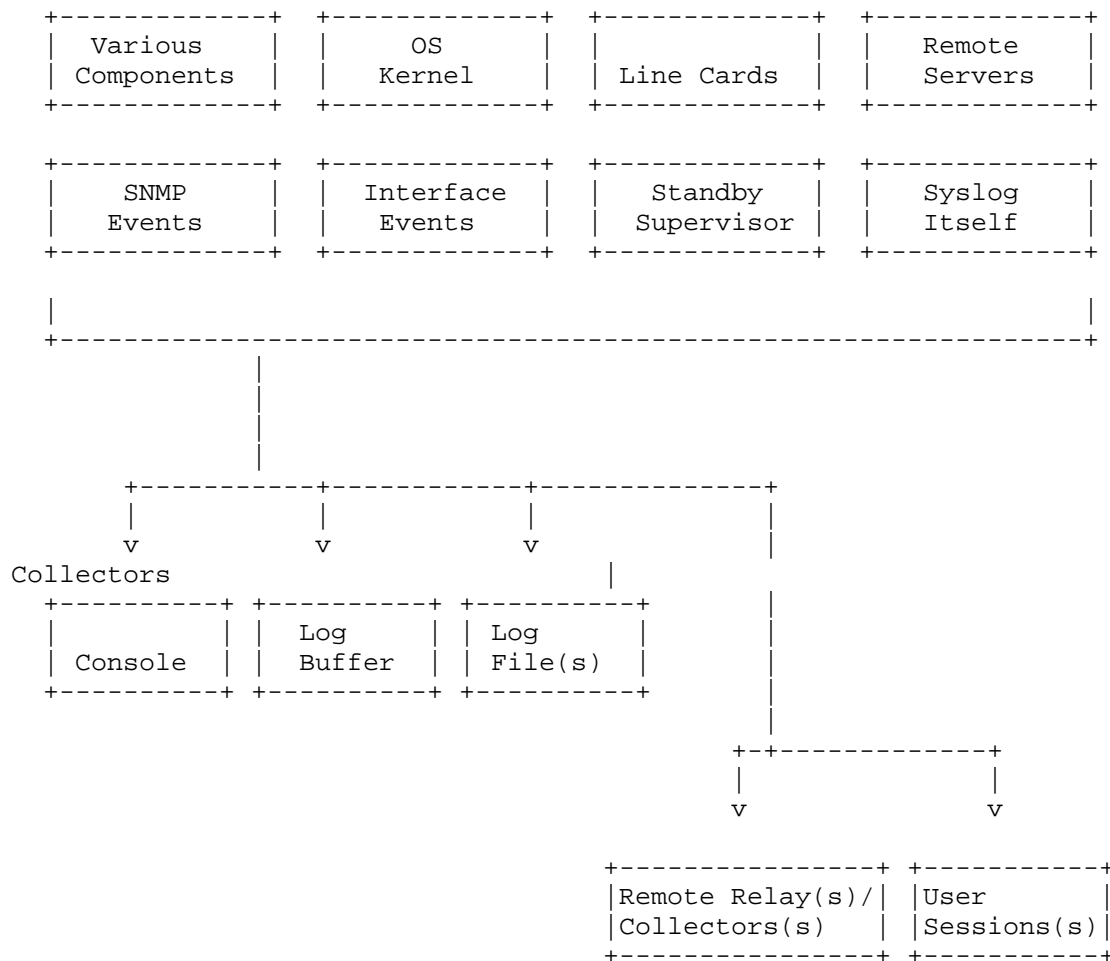 Various OS Remote
Components Kernel Line Cards Servers
SNMP Interface Standby Syslog
Events Events Supervisor Itself
v v v
Collectors
Log Log
Console Buffer File(s)
v v
Remote Relay(s)/ User
Collectors(s) Sessions(s)